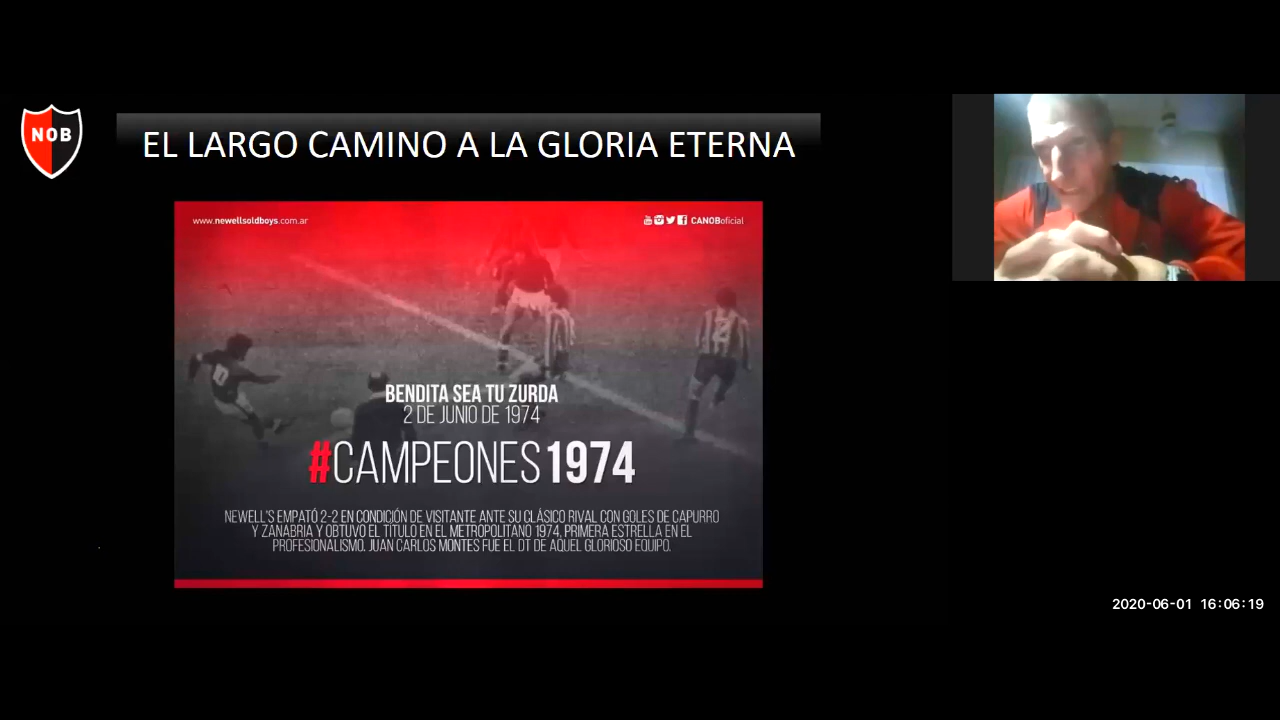 NOB
EL LARGO CAMINO A LA GLORIA ETERNA
www.newellsoldboys.com.ar
CANOBoficial
BENDITA SEA TU ZURDA
2 DE JUNIO DE 1974
#CAMPEONES1974
NEWELL'S EMPATÓ 2-2 EN CONDICIÓN DE VISITANTE ANTE SU CLÁSICO RIVAL CON GOLES DE CAPURRO
Y ZANABRIA Y OBTUVO EL TÍTULO EN EL METROPOLITANO 1974, PRIMERA ESTRELLA EN EL
PROFESIONALISMO. JUAN CARLOS MONTES FUE EL DT DE AQUEL GLORIOSO EQUIPO.
2020-06-01 16:06:19